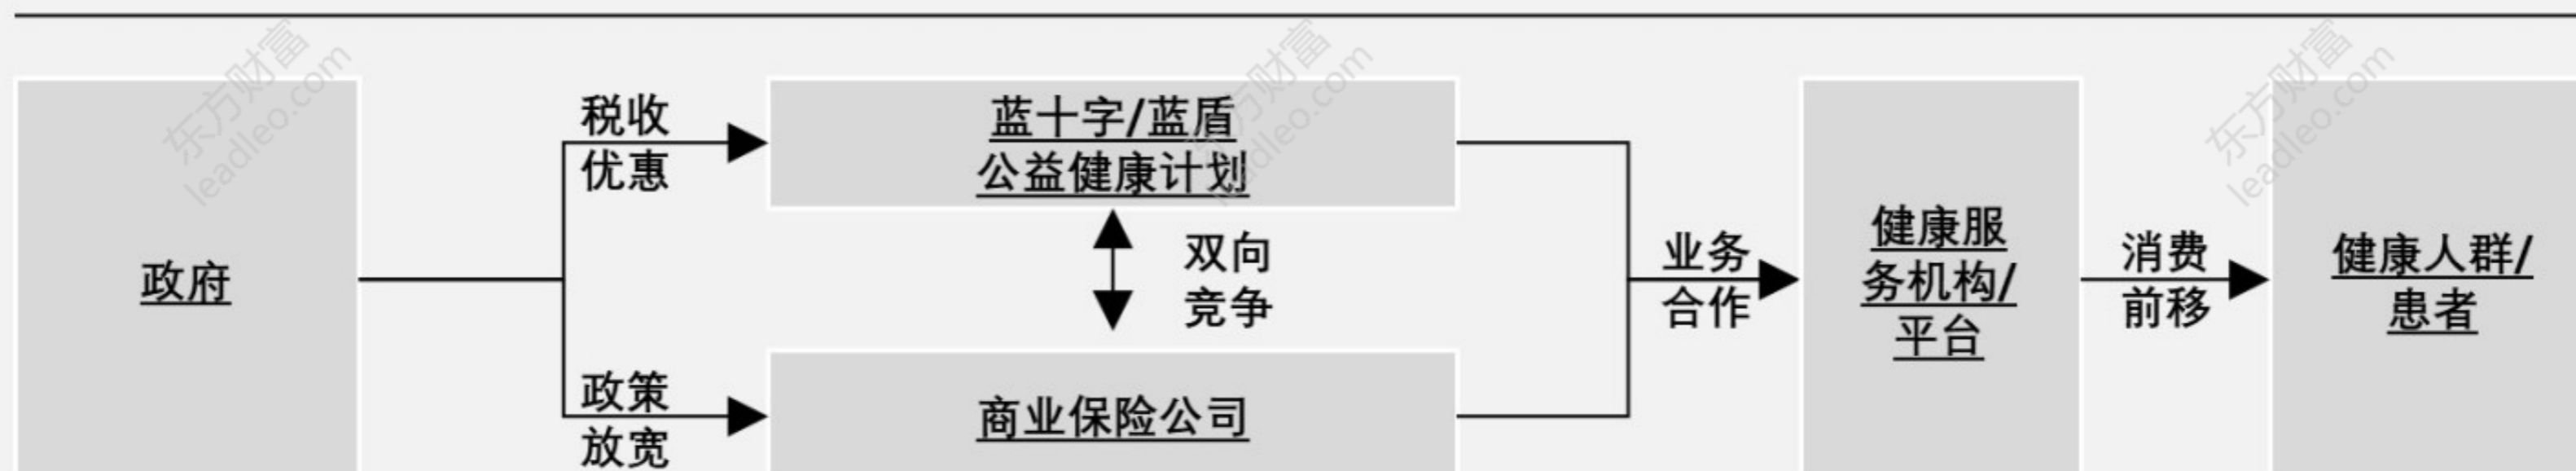 政府
税收
优惠
政策
放宽
蓝十字/蓝盾
公益健康计划
双向
竞争
商业保险公司
业务
合作
健康服
务机构/
平台
消费
前移
健康人群/
患者
东方财富
leadleo.com
东方财富
leadleo.com
东方财富
leadleo.com